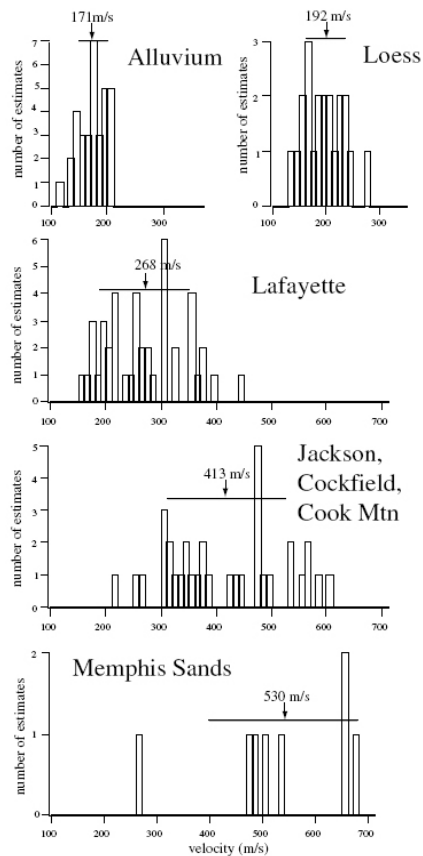 171m/s
Alluvium
number of estimates
7
6
5
4
3
2
1
0
100 200 300
192 m/s
Loess
number of estimates
3
2
1
0
100 200 300
268 m/s
Lafayette
number of estimates
6
5
4
3
2
1
0
100 200 300 400 500 600 700
Jackson,
Cockfield,
Cook Mtn
413 m/s
number of estimates
5
4
3
2
1
0
100 200 300 400 500 600 700
Memphis Sands
530 m/s
number of estimates
2
1
0
100 200 300 400 500 600 700
velocity (m/s)